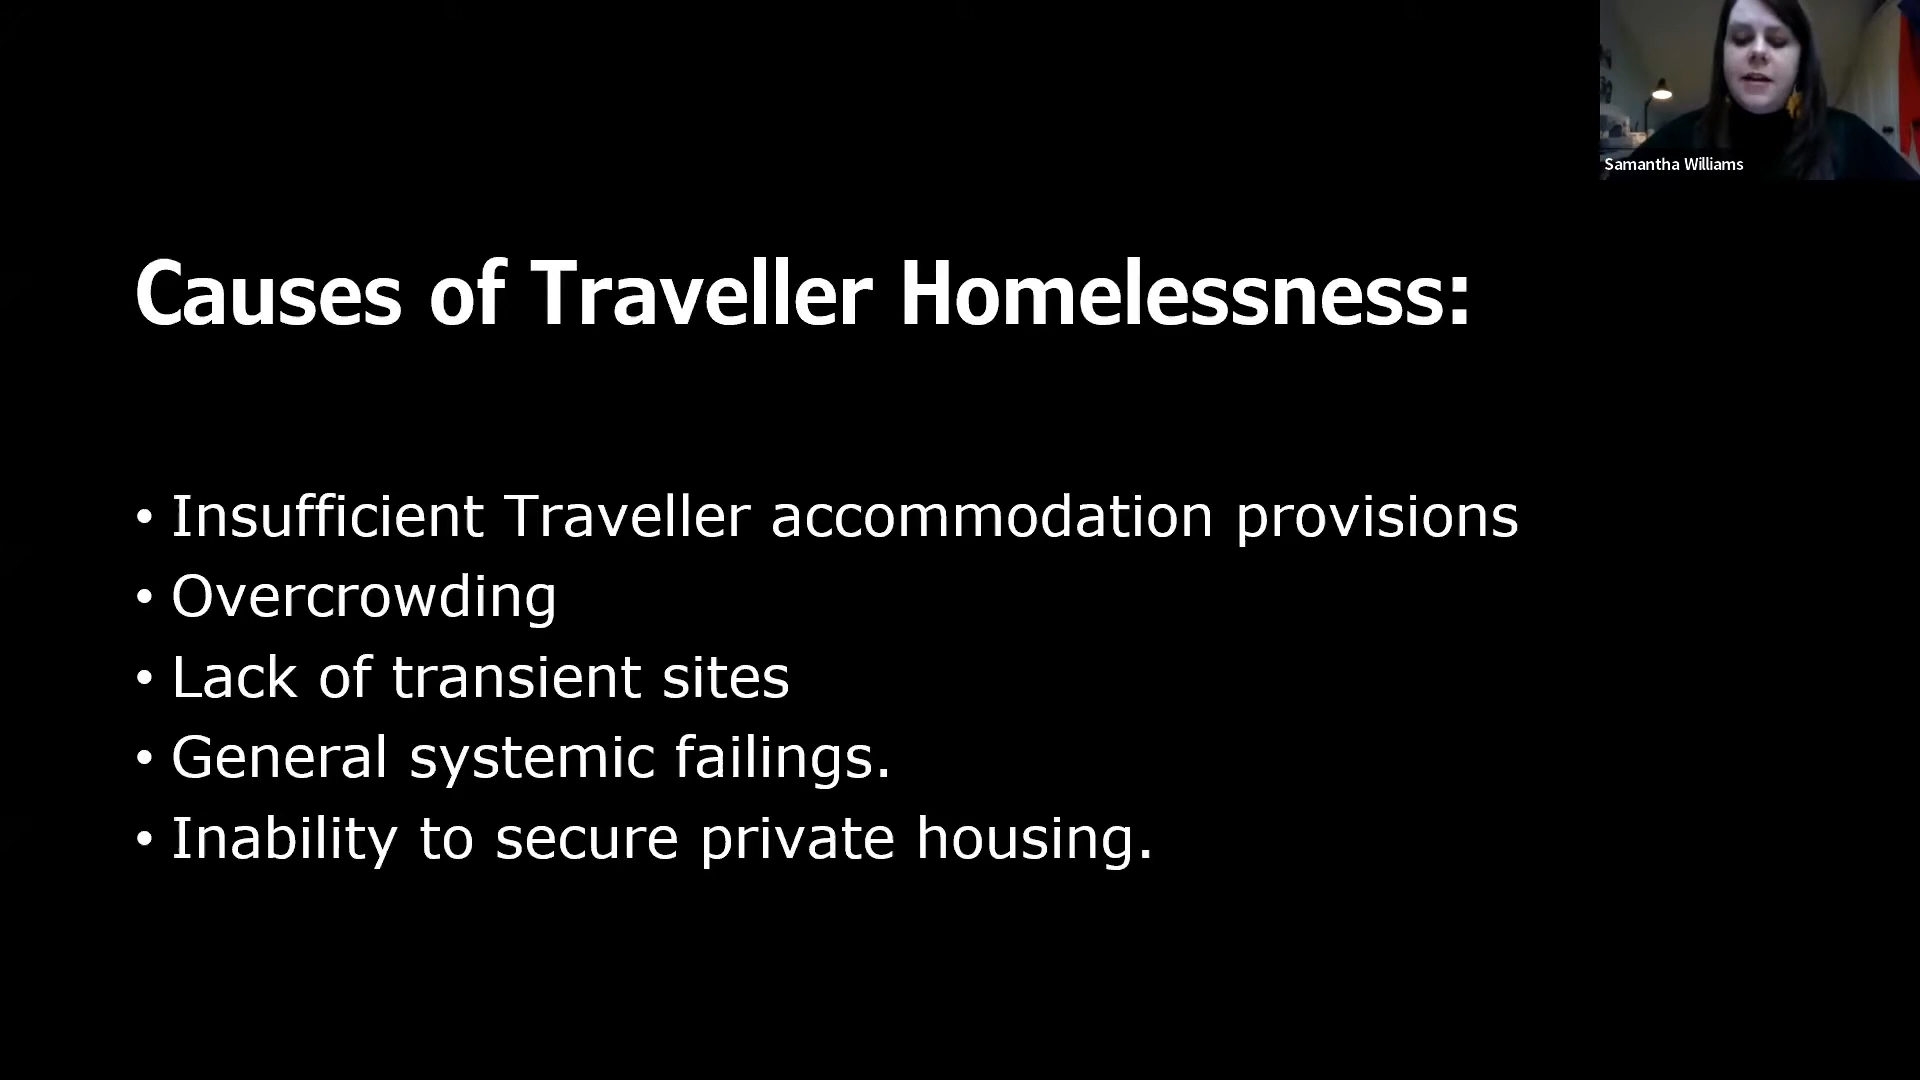 Samantha Williams
Causes of Traveller Homelessness:
• Insufficient Traveller accommodation provisions
• Overcrowding
• Lack of transient sites
• General systemic failings.
• Inability to secure private housing.